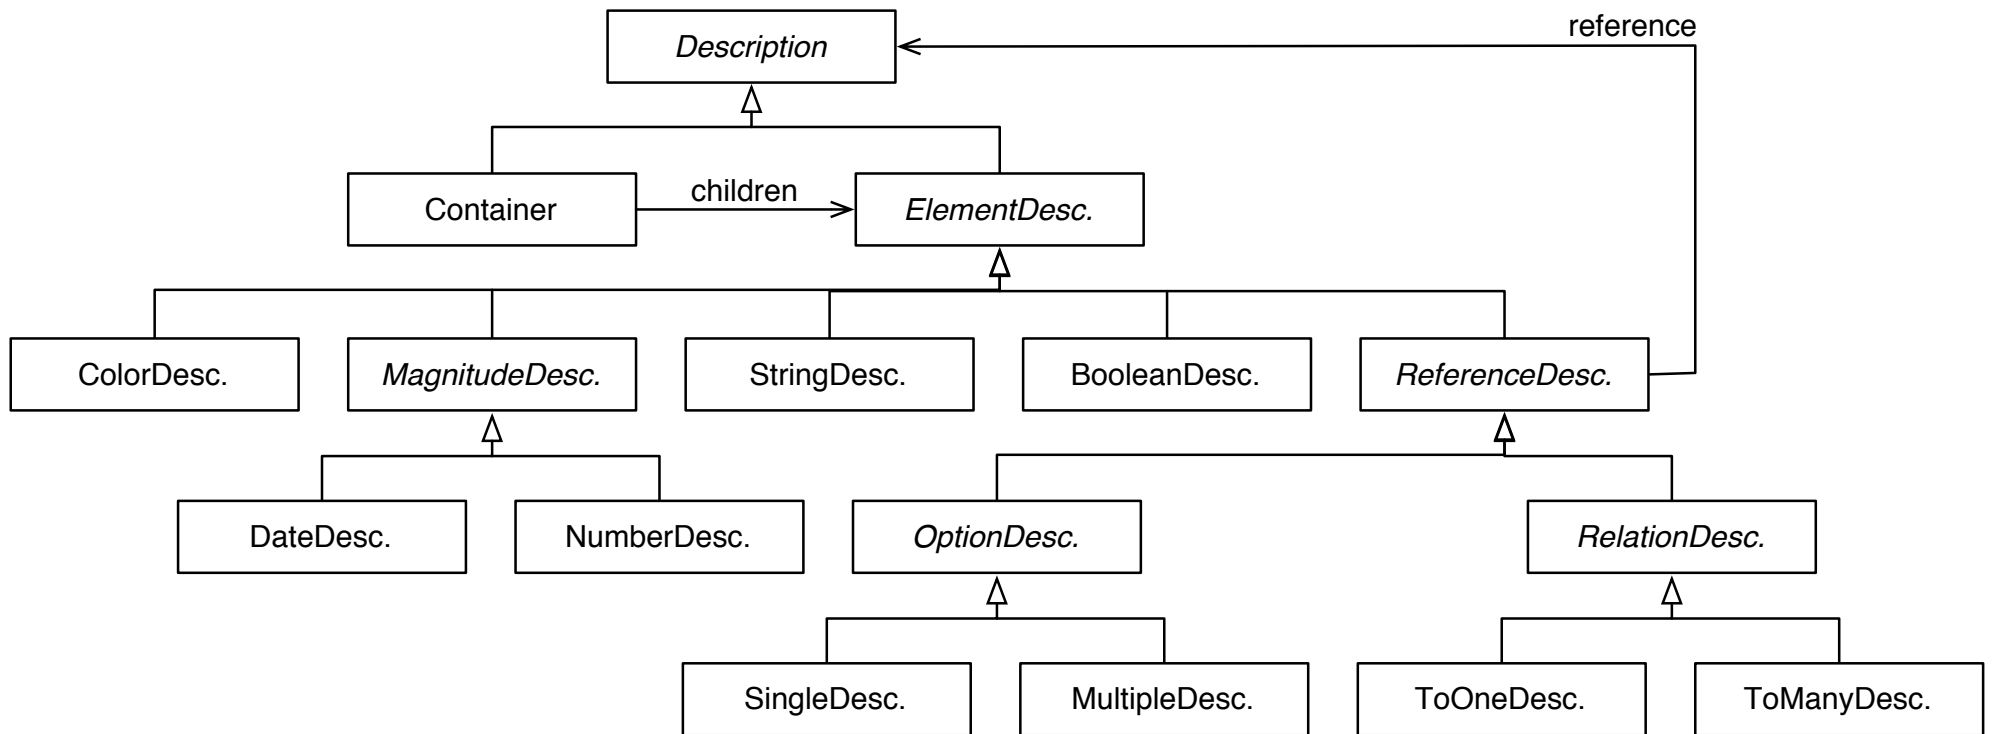 reference
Description
children
Container
ElementDesc.
ColorDesc.
MagnitudeDesc.
StringDesc.
BooleanDesc.
ReferenceDesc.
DateDesc.
NumberDesc.
OptionDesc.
RelationDesc.
SingleDesc.
MultipleDesc.
ToOneDesc.
ToManyDesc.